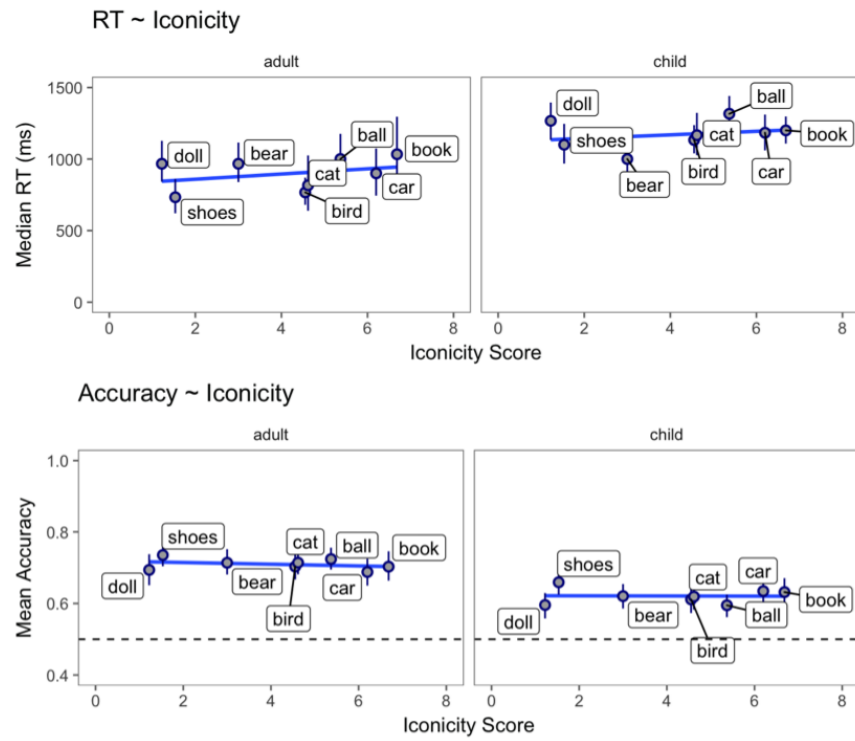 RT ~ Iconicity
adult
child
Median RT (ms)
1500
1000
500
0
doll
shoes
bear
cat
bird
ball
car
book
doll
shoes
bear
bird
cat
ball
car
book
0 2 4 6 8
0 2 4 6 8
Iconicity Score
Accuracy ~ Iconicity
adult
child
Mean Accuracy
1.0
0.8
0.6
0.4
doll
shoes
bear
bird
cat
ball
car
book
doll
shoes
bear
cat
bird
ball
car
book
0 2 4 6 8
0 2 4 6 8
Iconicity Score